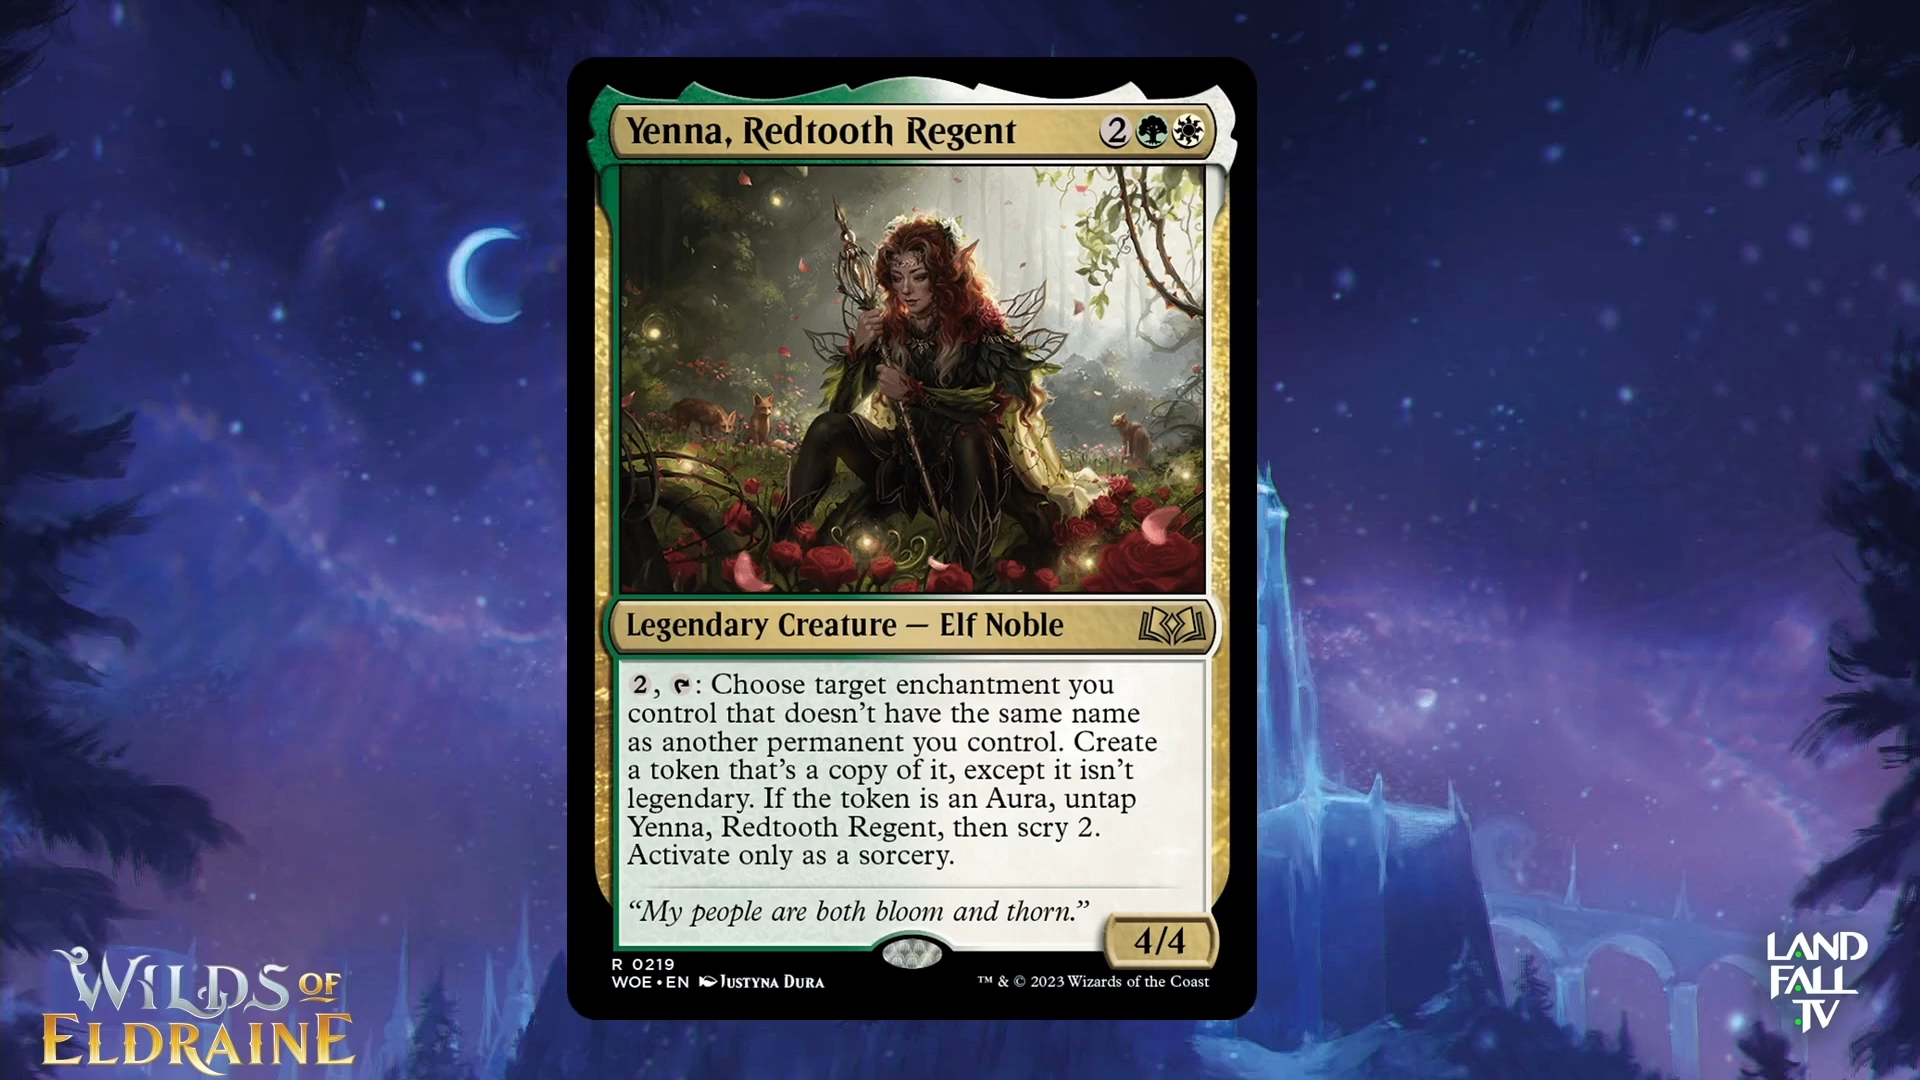 Yenna, Redtooth Regent 2
Legendary Creature — Elf Noble
2, : Choose target enchantment you
control that doesn't have the same name
as another permanent you control. Create
a token that's a copy of it, except it isn't
legendary. If the token is an Aura, untap
Yenna, Redtooth Regent, then scry 2.
Activate only as a sorcery.
“My people are both bloom and thorn.”
4/4
R 0219
WOE • EN JUSTYNA DURA
™ & © 2023 Wizards of the Coast
WILDS OF
ELDRAINE
LAND
FALL
.TV